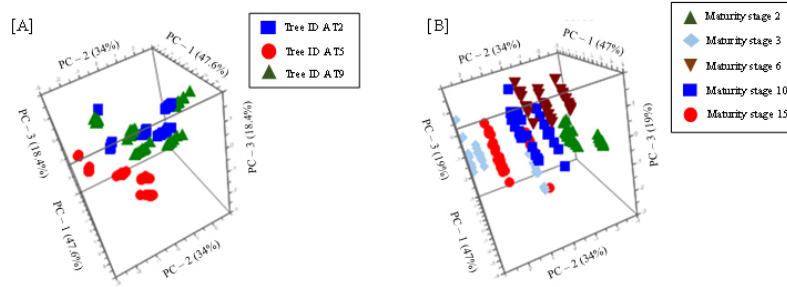 [A]
Tree ID AT2
Tree ID AT5
Tree ID AT9
PC – 2 (34%)
PC – 1 (47.6%)
PC – 3 (18.4%)
PC – 3 (18.4%)
PC – 1 (47.6%)
PC – 2 (34%)
[B]
Maturity stage 2
Maturity stage 3
Maturity stage 6
Maturity stage 10
Maturity stage 15
PC – 2 (34%)
PC – 1 (47%)
PC – 3 (19%)
PC – 3 (19%)
PC – 1 (47%)
PC – 2 (34%)